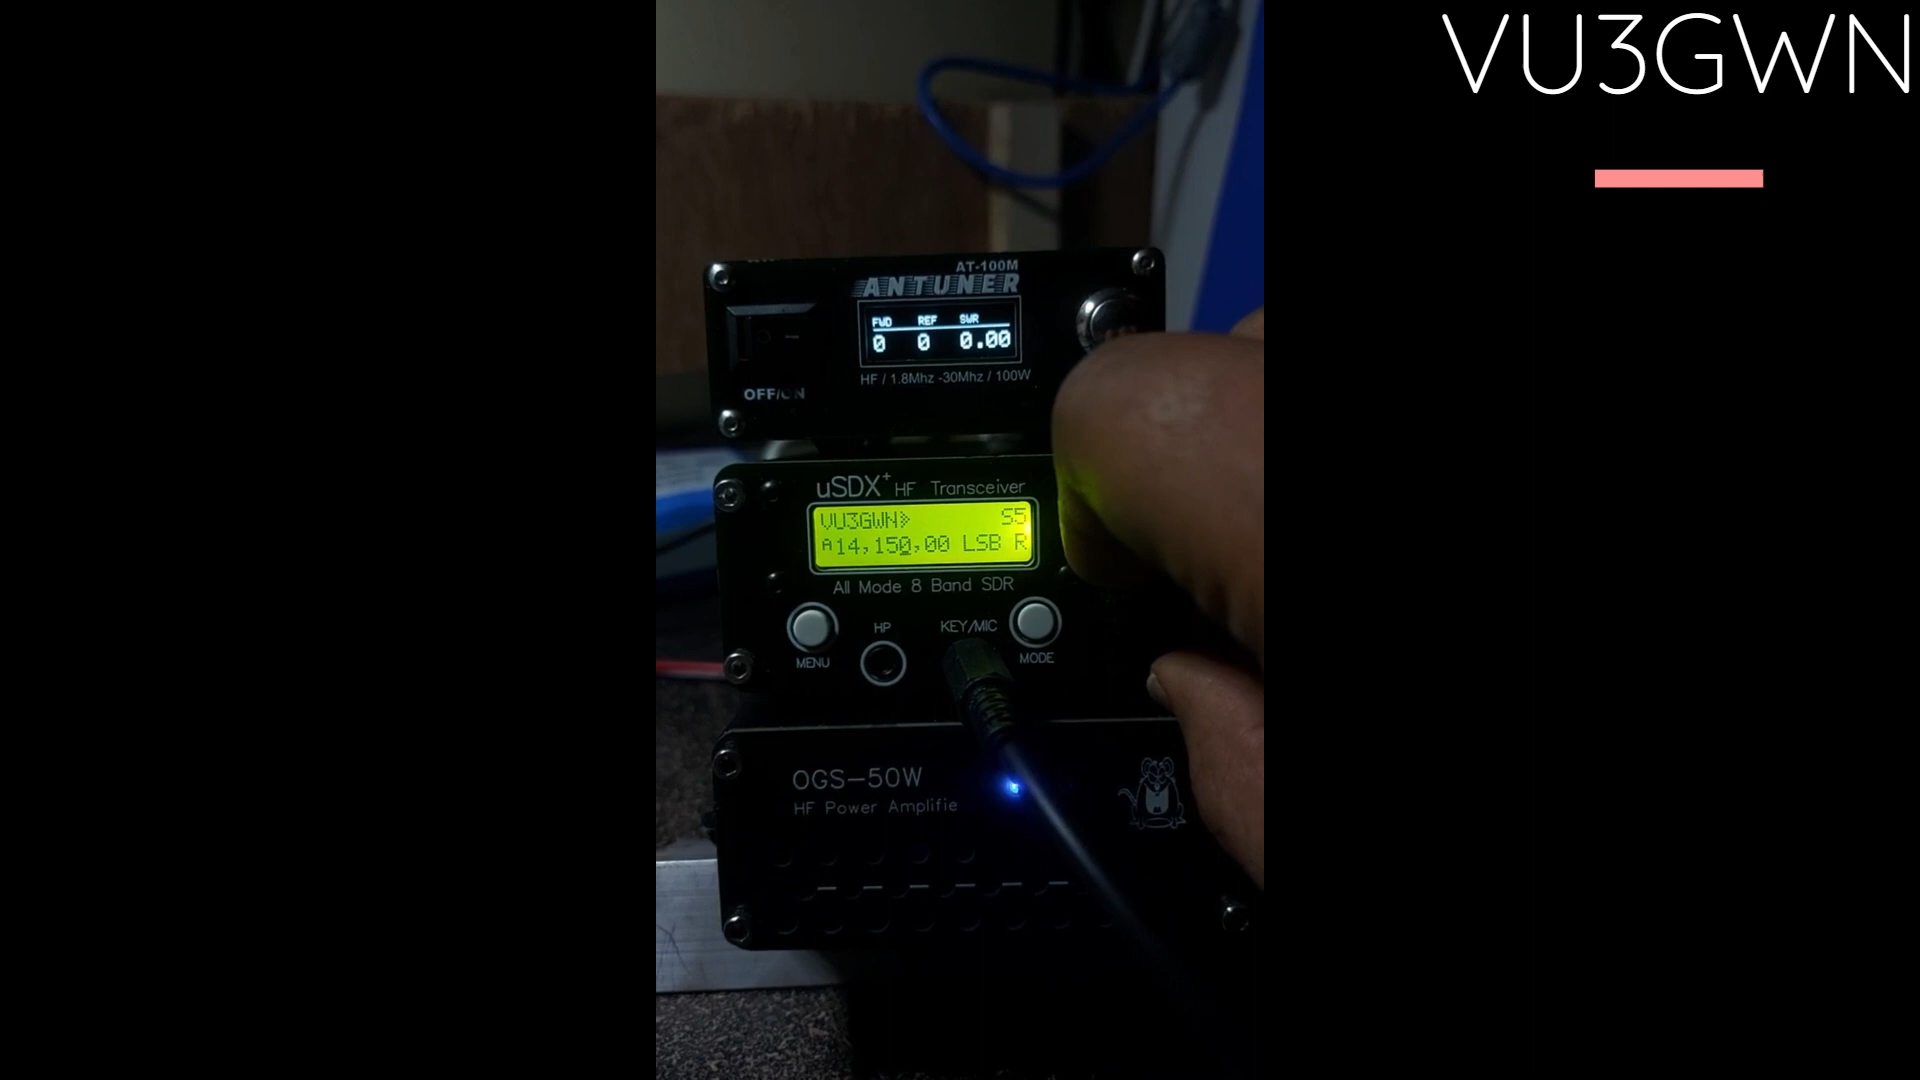 VU3GWN
AT-100M
ANTUNER
FWD REF SWR
0 0 0.00
HF / 1.8Mhz -30Mhz / 100W
OFF/ON
uSDX+ HF Transceiver
VU3GWN S5
A14,150,00 LSB R
All Mode 8 Band SDR
HP KEY/MIC
MENU MODE
OGS-50W
HF Power Amplifie